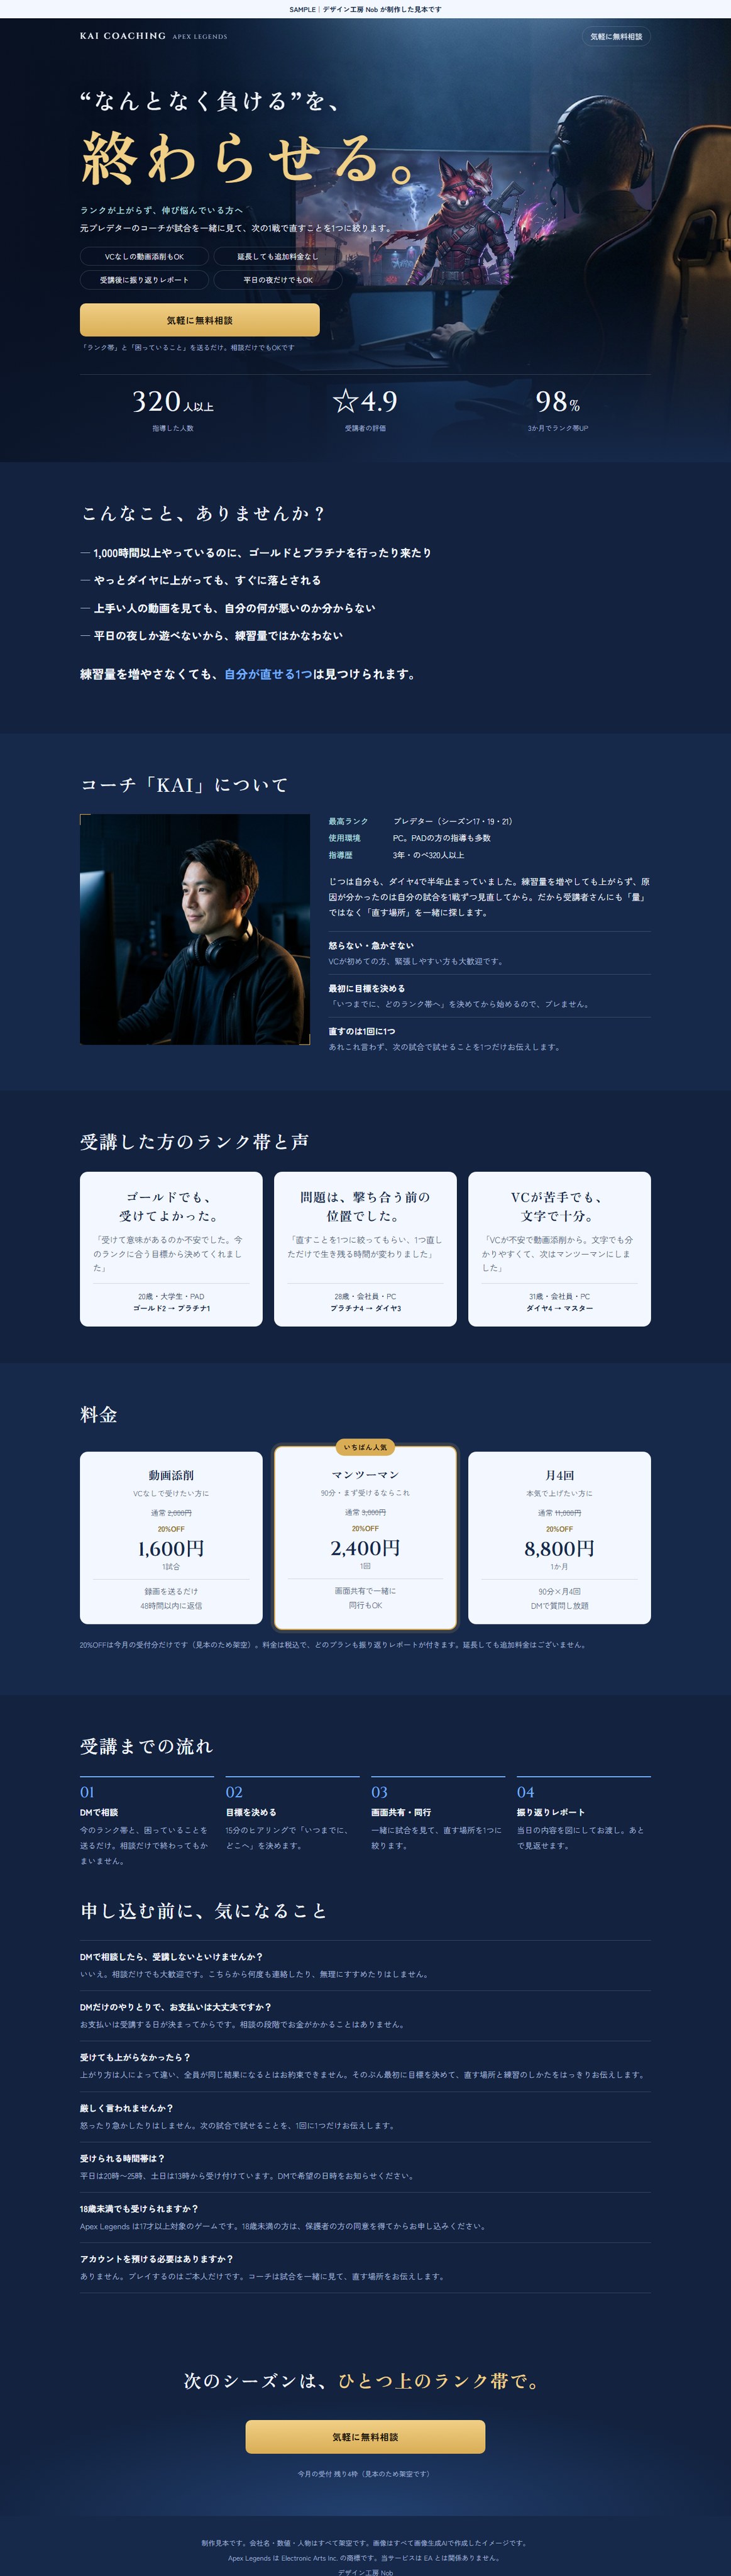 SAMPLE｜デザイン工房 Nob が制作した見本です
KAI COACHING APEX LEGENDS
気軽に無料相談
“なんとなく負ける”を、
終わらせる。
ランクが上がらず、伸び悩んでいる方へ
元プレデターのコーチが試合を一緒に見て、次の1戦で直すことを1つに絞ります。
VCなしの動画添削もOK
延長しても追加料金なし
受講後に振り返りレポート
平日の夜だけでもOK
気軽に無料相談
「ランク帯」と「困っていること」を送るだけ。相談だけでもOKです
320人以上
指導した人数
☆4.9
受講者の評価
98%
3か月でランク帯UP
こんなこと、ありませんか？
— 1,000時間以上やっているのに、ゴールドとプラチナを行ったり来たり
— やっとダイヤに上がっても、すぐに落とされる
— 上手い人の動画を見ても、自分の何が悪いのか分からない
— 平日の夜しか遊べないから、練習量ではかなわない
練習量を増やさなくても、自分が直せる1つは見つけられます。
コーチ「KAI」について
最高ランク プレデター（シーズン17・19・21）
使用環境 PC。PADの方の指導も多数
指導歴 3年・のべ320人以上
じつは自分も、ダイヤ4で半年止まっていました。練習量を増やしても上がらず、原
因が分かったのは自分の試合を1戦ずつ見直してから。だから受講者さんにも「量」
ではなく「直す場所」を一緒に探します。
怒らない・急かさない
VCが初めての方、緊張しやすい方も大歓迎です。
最初に目標を決める
「いつまでに、どのランク帯へ」を決めてから始めるので、ブレません。
直すのは1回に1つ
あれこれ言わず、次の試合で試せることを1つだけお伝えします。
受講した方のランク帯と声
ゴールドでも、
受けてよかった。
「受けて意味があるのか不安でした。今
のランクに合う目標から決めてくれまし
た」
20歳・大学生・PAD
ゴールド2 → プラチナ1
問題は、撃ち合う前の
位置でした。
「直すことを1つに絞ってもらい、1つ直し
ただけで生き残る時間が変わりました」
28歳・会社員・PC
プラチナ4 → ダイヤ3
VCが苦手でも、
文字で十分。
「VCが不安で動画添削から。文字でも分
かりやすくて、次はマンツーマンにしま
した」
31歳・会社員・PC
ダイヤ4 → マスター
料金
動画添削
VCなしで受けたい方に
通常 2,000円
20%OFF
1,600円
1試合
録画を送るだけ
48時間以内に返信
いちばん人気
マンツーマン
90分・まず受けるならこれ
通常 3,000円
20%OFF
2,400円
1回
画面共有で一緒に
同行もOK
月4回
本気で上げたい方に
通常 11,000円
20%OFF
8,800円
1か月
90分×月4回
DMで質問し放題
20%OFFは今月の受付分だけです（見本のため架空）。料金は税込で、どのプランも振り返りレポートが付きます。延長しても追加料金はございません。
受講までの流れ
01
DMで相談
今のランク帯と、困っていることを
送るだけ。相談だけで終わってもか
まいません。
02
目標を決める
15分のヒアリングで「いつまでに、
どこへ」を決めます。
03
画面共有・同行
一緒に試合を見て、直す場所を1つに
絞ります。
04
振り返りレポート
当日の内容を図にしてお渡し。あと
で見返せます。
申し込む前に、気になること
DMで相談したら、受講しないといけませんか？
いいえ。相談だけでも大歓迎です。こちらから何度も連絡したり、無理にすすめたりはしません。
DMだけのやりとりで、お支払いは大丈夫ですか？
お支払いは受講する日が決まってからです。相談の段階でお金がかかることはありません。
受けても上がらなかったら？
上がり方は人によって違い、全員が同じ結果になるとはお約束できません。そのぶん最初に目標を決めて、直す場所と練習のしかたをはっきりお伝えします。
厳しく言われませんか？
怒ったり急かしたりはしません。次の試合で試せることを、1回に1つだけお伝えします。
受けられる時間帯は？
平日は20時〜25時、土日は13時から受け付けています。DMで希望の日時をお知らせください。
18歳未満でも受けられますか？
Apex Legends は17才以上対象のゲームです。18歳未満の方は、保護者の方の同意を得てからお申し込みください。
アカウントを預ける必要はありますか？
ありません。プレイするのはご本人だけです。コーチは試合を一緒に見て、直す場所をお伝えします。
次のシーズンは、ひとつ上のランク帯で。
気軽に無料相談
今月の受付 残り4枠（見本のため架空です）
制作見本です。会社名・数値・人物はすべて架空です。画像はすべて画像生成AIで作成したイメージです。
Apex Legends は Electronic Arts Inc. の商標です。当サービスは EA とは関係ありません。
デザイン工房 Nob